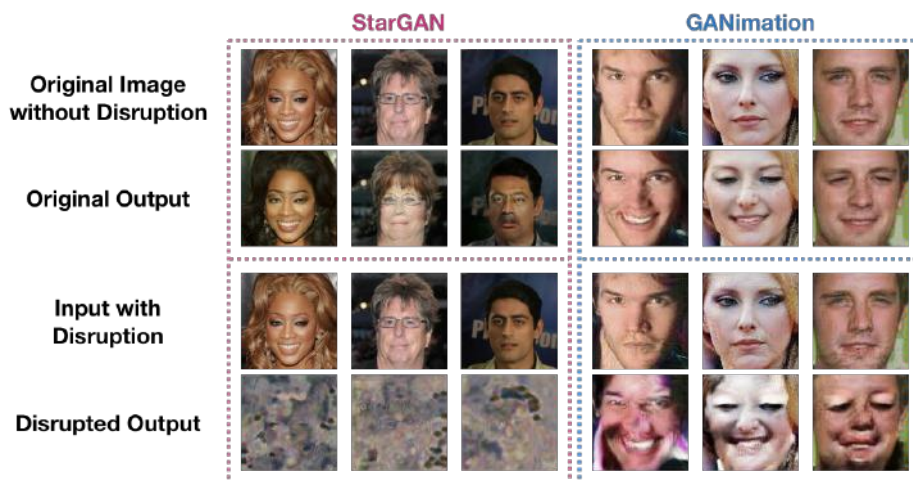 StarGAN
GANimation
Original Image
without Disruption
Original Output
Input with
Disruption
Disrupted Output